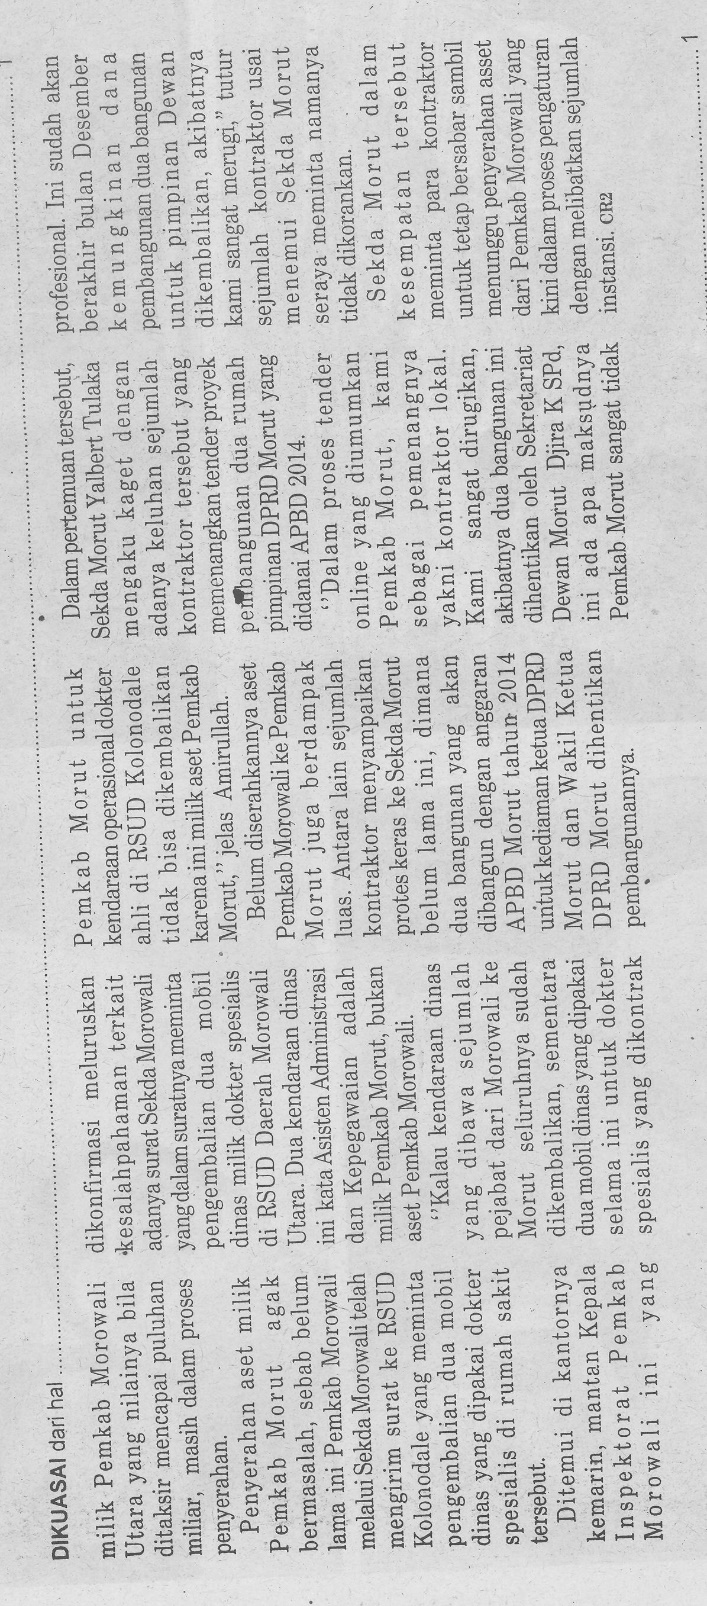 DIKUASAI dari hal ..................................................................... 1
milik Pemkab Morowali
Utara yang nilainya bila
ditaksir mencapai puluhan
miliar, masih dalam proses
penyerahan.
Penyerahan aset milik
Pemkab Morut agak
bermasalah, sebab belum
lama ini Pemkab Morowali
melalui Sekda Morowali telah
mengirim surat ke RSUD
Kolonodale yang meminta
pengembalian dua mobil
dinas yang dipakai dokter
spesialis di rumah sakit
tersebut.
Ditemui di kantornya
kemarin, mantan Kepala
Inspektorat Pemkab
Morowali ini yang
dikonfirmasi meluruskan
kesalahpahaman terkait
adanya surat Sekda Morowali
yang dalam suratnya meminta
pengembalian dua mobil
dinas milik dokter spesialis
di RSUD Daerah Morowali
Utara. Dua kendaraan dinas
ini kata Asisten Administrasi
dan Kepegawaian adalah
milik Pemkab Morut, bukan
aset Pemkab Morowali.
‘’Kalau kendaraan dinas
yang dibawa sejumlah
pejabat dari Morowali ke
Morut seluruhnya sudah
dikembalikan, sementara
dua mobil dinas yang dipakai
selama ini untuk dokter
spesialis yang dikontrak
Pemkab Morut untuk
kendaraan operasional dokter
ahli di RSUD Kolonodale
tidak bisa dikembalikan
karena ini milik aset Pemkab
Morut,’’ jelas Amirullah.
Belum diserahkannya aset
Pemkab Morowali ke Pemkab
Morut juga berdampak
luas. Antara lain sejumlah
kontraktor menyampaikan
protes keras ke Sekda Morut
belum lama ini, dimana
dua bangunan yang akan
dibangun dengan anggaran
APBD Morut tahun 2014
untuk kediaman ketua DPRD
Morut dan Wakil Ketua
DPRD Morut dihentikan
pembangunannya.
Dalam pertemuan tersebut,
Sekda Morut Yalbert Tulaka
mengaku kaget dengan
adanya keluhan sejumlah
kontraktor tersebut yang
memenangkan tender proyek
pembangunan dua rumah
pimpinan DPRD Morut yang
didanai APBD 2014.
‘’Dalam proses tender
online yang diumumkan
Pemkab Morut, kami
sebagai pemenangnya
yakni kontraktor lokal.
Kami sangat dirugikan,
akibatnya dua bangunan ini
dihentikan oleh Sekretariat
Dewan Morut Djira K SPd,
ini ada apa maksudnya
Pemkab Morut sangat tidak
profesional. Ini sudah akan
berakhir bulan Desember
kemungkinan dana
pembangunan dua bangunan
untuk pimpinan Dewan
dikembalikan, akibatnya
kami sangat merugi,” tutur
sejumlah kontraktor usai
menemui Sekda Morut
seraya meminta namanya
tidak dikorankan.
Sekda Morut dalam
kesempatan tersebut
meminta para kontraktor
untuk tetap bersabar sambil
menunggu penyerahan asset
dari Pemkab Morowali yang
kini dalam proses pengaturan
dengan melibatkan sejumlah
instansi. CR2
1